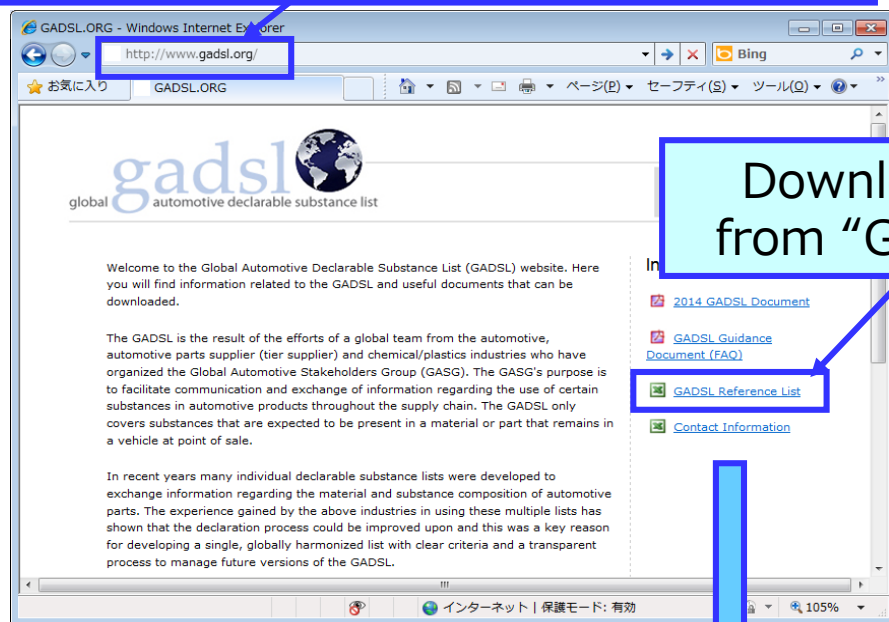 GADSL.ORG - Windows Internet Explorer
http://www.gadsl.org/
Bing
お気に入り
GADSL.ORG
ページ(P)
セーフティ(S)
ツール(O)
gadsl
global automotive declarable substance list
Downl
from “G
Welcome to the Global Automotive Declarable Substance List (GADSL) website. Here
you will find information related to the GADSL and useful documents that can be
downloaded.
The GADSL is the result of the efforts of a global team from the automotive,
automotive parts supplier (tier supplier) and chemical/plastics industries who have
organized the Global Automotive Stakeholders Group (GASG). The GASG's purpose is
to facilitate communication and exchange of information regarding the use of certain
substances in automotive products throughout the supply chain. The GADSL only
covers substances that are expected to be present in a material or part that remains in
a vehicle at point of sale.
In recent years many individual declarable substance lists were developed to
exchange information regarding the material and substance composition of automotive
parts. The experience gained by the above industries in using these multiple lists has
shown that the declaration process could be improved upon and this was a key reason
for developing a single, globally harmonized list with clear criteria and a transparent
process to manage future versions of the GADSL.
In
2014 GADSL Document
GADSL Guidance
Document (FAQ)
GADSL Reference List
Contact Information
インターネット | 保護モード: 有効
105%